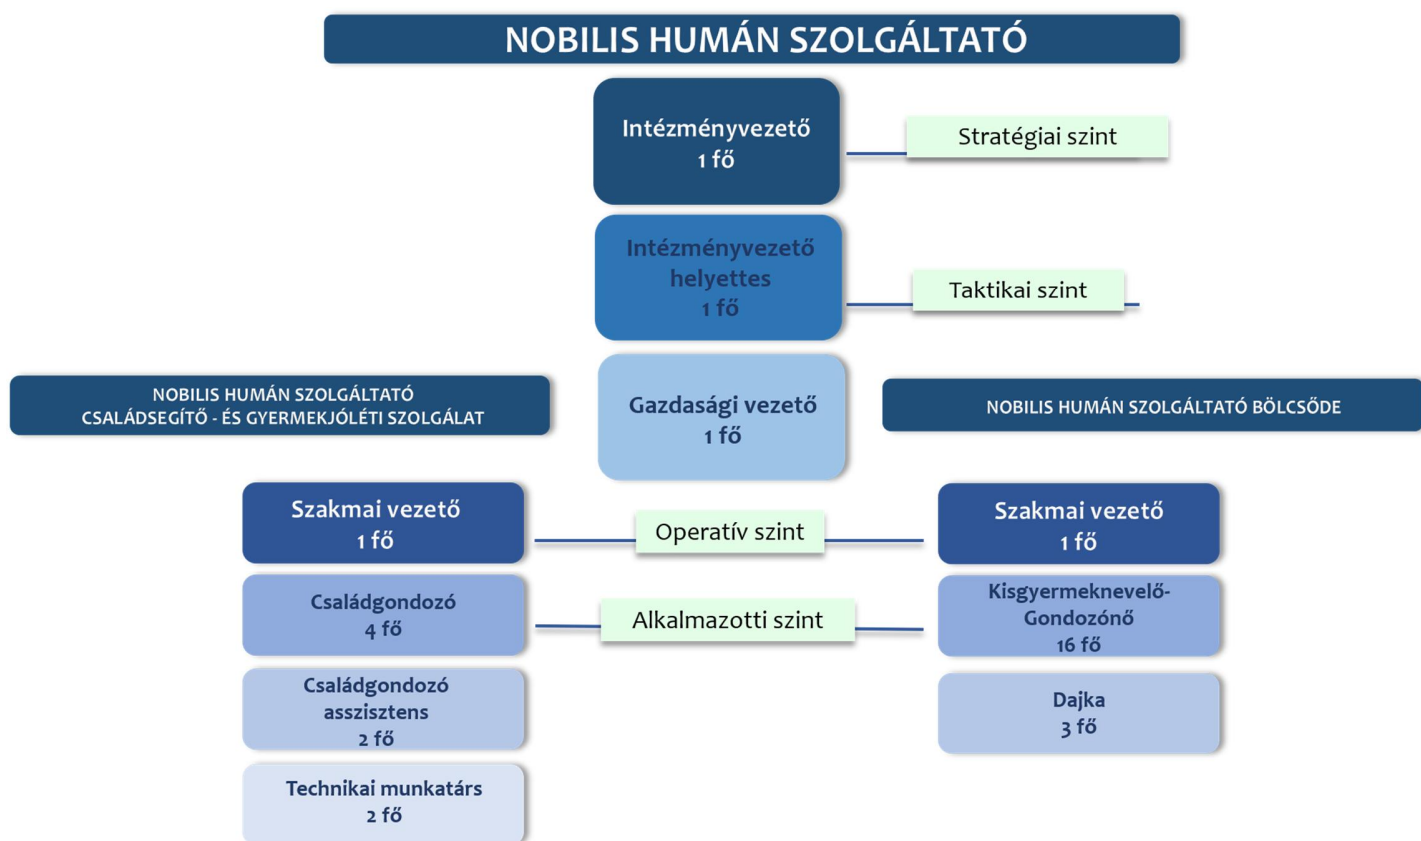 NOBILIS HUMÁN SZOLGÁLTATÓ
Intézményvezető
1 fő
Stratégiai szint
Intézményvezető
helyettes
1 fő
Taktikai szint
NOBILIS HUMÁN SZOLGÁLTATÓ
CSALÁDSEGÍTŐ - ÉS GYERMEKJÓLÉTI SZOLGÁLAT
Gazdasági vezető
1 fő
NOBILIS HUMÁN SZOLGÁLTATÓ BÖLCSŐDE
Szakmai vezető
1 fő
Operatív szint
Szakmai vezető
1 fő
Családgondozó
4 fő
Alkalmazotti szint
Kisgyermeknevelő-
Gondozónő
16 fő
Családgondozó
asszisztens
2 fő
Dajka
3 fő
Technikai munkatárs
2 fő